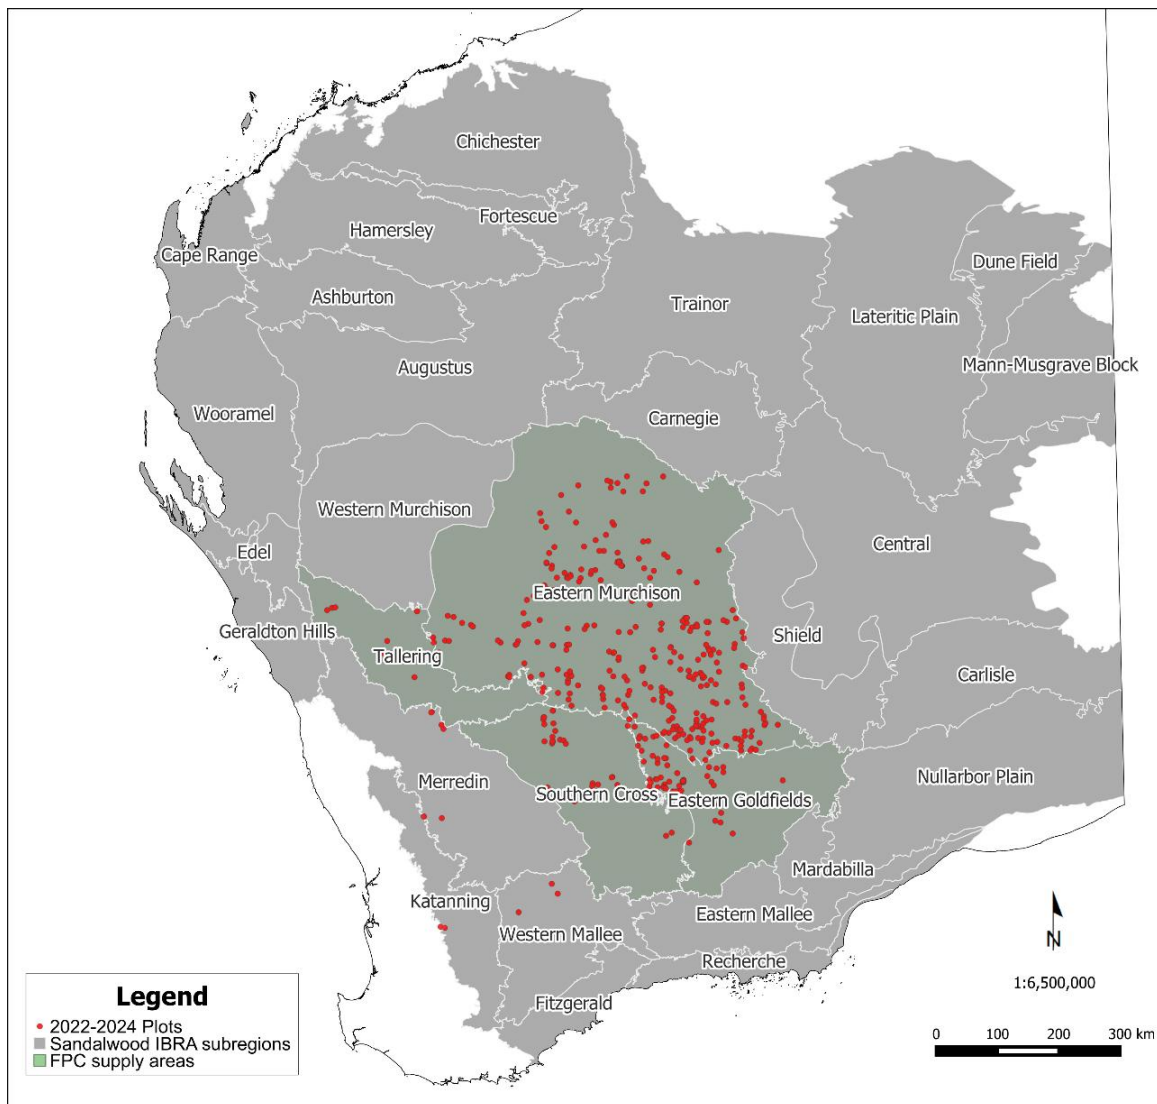 Chichester
Fortescue
Hamersley
Cape Range
Dune Field
Ashburton
Trainor
Lateritic Plain
Augustus
Mann-Musgrave Block
Wooramel
Carnegie
Western Murchison
Central
Edel
Eastern Murchison
Geraldton Hills
Shield
Tallering
Carlisle
Merredin
Nullarbor Plain
Southern Cross
Eastern Goldfields
Mardabilla
Katanning
Eastern Mallee
Western Mallee
Recherche
Fitzgerald
N
1:6,500,000
0 100 200 300 km
Legend
2022-2024 Plots
Sandalwood IBRA subregions
FPC supply areas